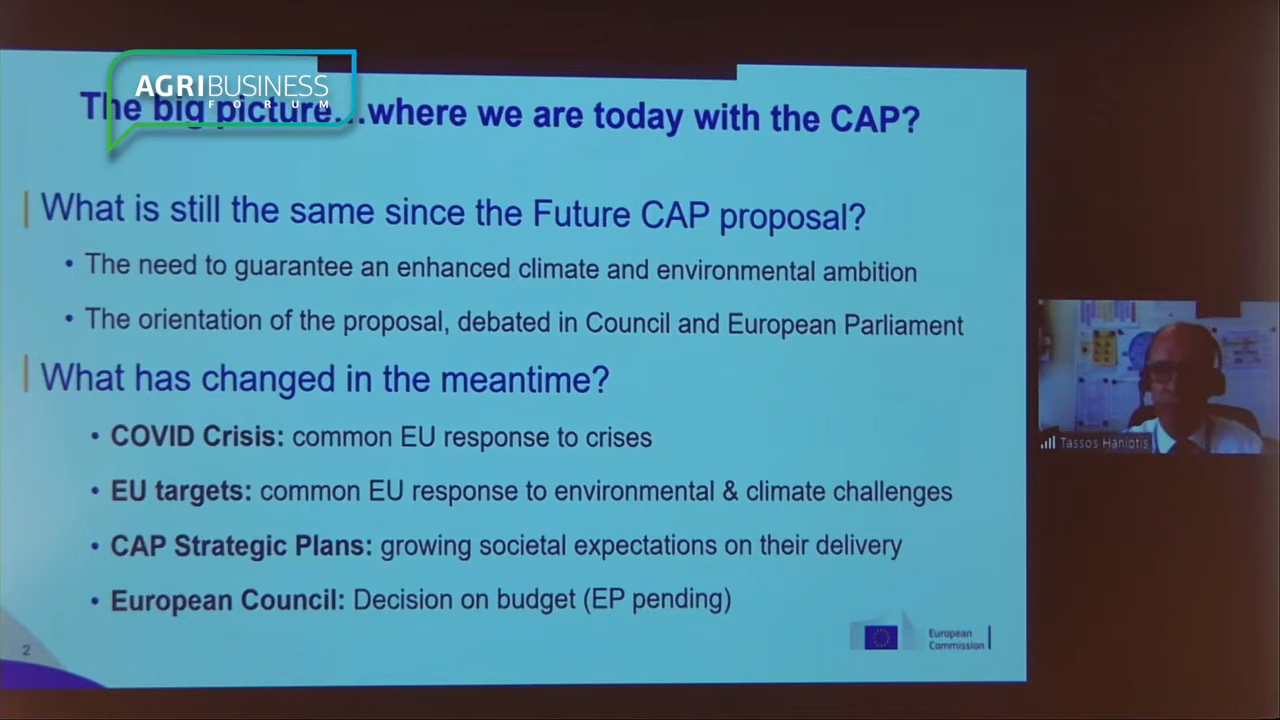 AGRIBUSINESS
FORUM
The big picture...where we are today with the CAP?
What is still the same since the Future CAP proposal?
• The need to guarantee an enhanced climate and environmental ambition
• The orientation of the proposal, debated in Council and European Parliament
What has changed in the meantime?
• COVID Crisis: common EU response to crises
• EU targets: common EU response to environmental & climate challenges
• CAP Strategic Plans: growing societal expectations on their delivery
• European Council: Decision on budget (EP pending)
2
European
Commission
Tassos Haniotis